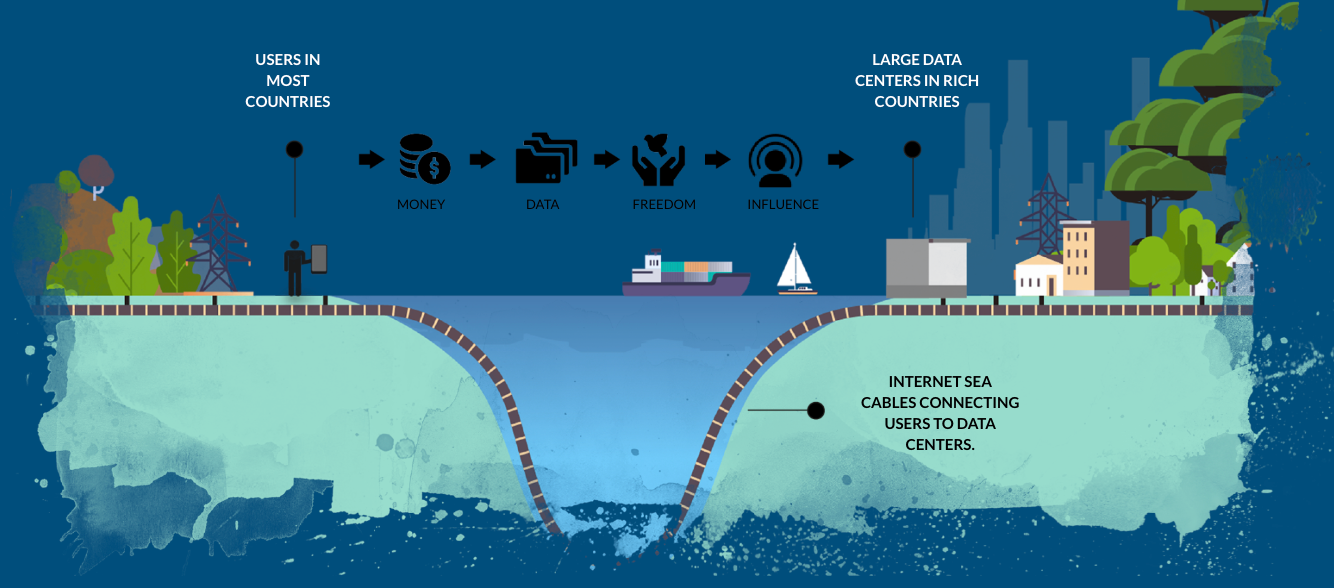 USERS IN
MOST
COUNTRIES
LARGE DATA
CENTERS IN RICH
COUNTRIES
$
MONEY
DATA
FREEDOM
INFLUENCE
INTERNET SEA
CABLES CONNECTING
USERS TO DATA
CENTERS.